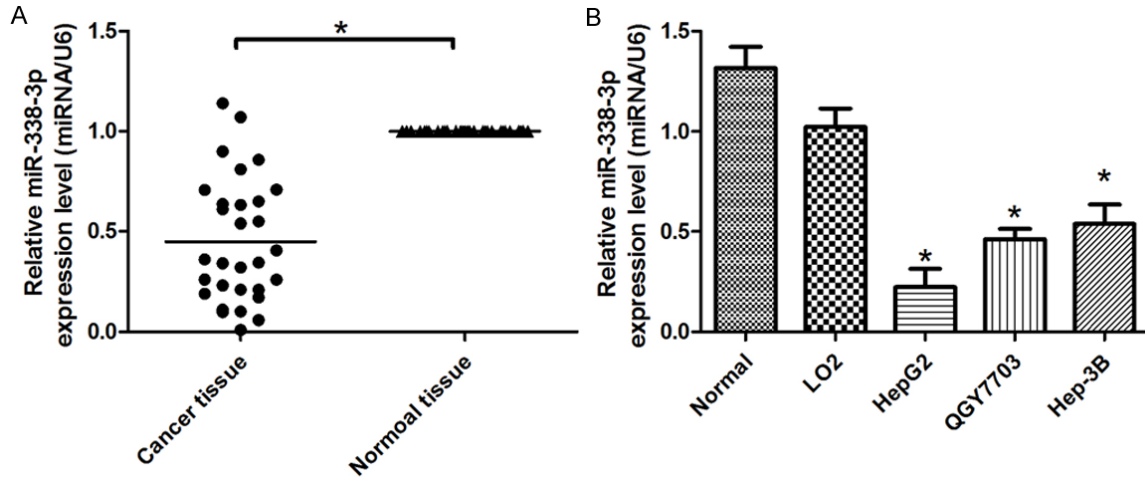 A
Relative miR-338-3p
expression level (miRNA/U6)
1.5
1.0
0.5
0.0
*
Cancer tissue
Normoal tissue
B
Relative miR-338-3p
expression level (miRNA/U6)
1.5
1.0
0.5
0.0
*
*
*
Normal
LO2
HepG2
QGY7703
Hep-3B